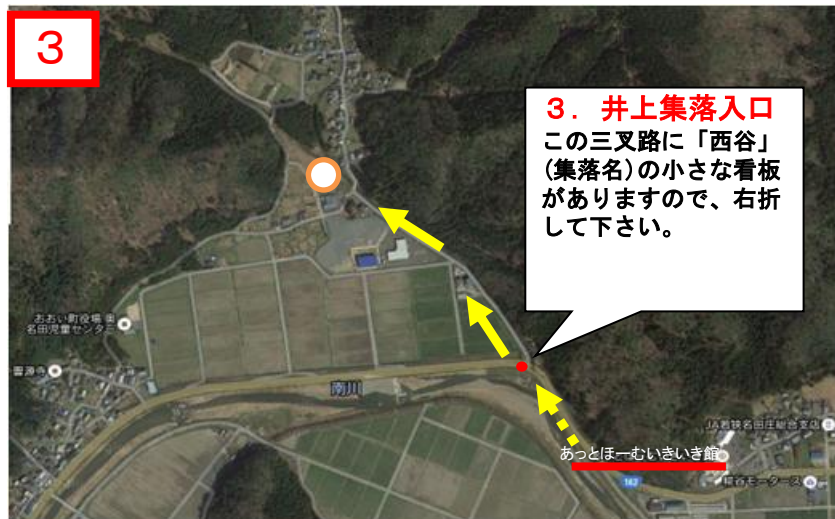 3
3. 井上集落入口
この三叉路に「西谷」
(集落名)の小さな看板
がありますので、右折
して下さい。
おおい町役場 奥
名田児童センター
南川
JA若狭名田庄総合支店
あっとほーむいきいき館
162